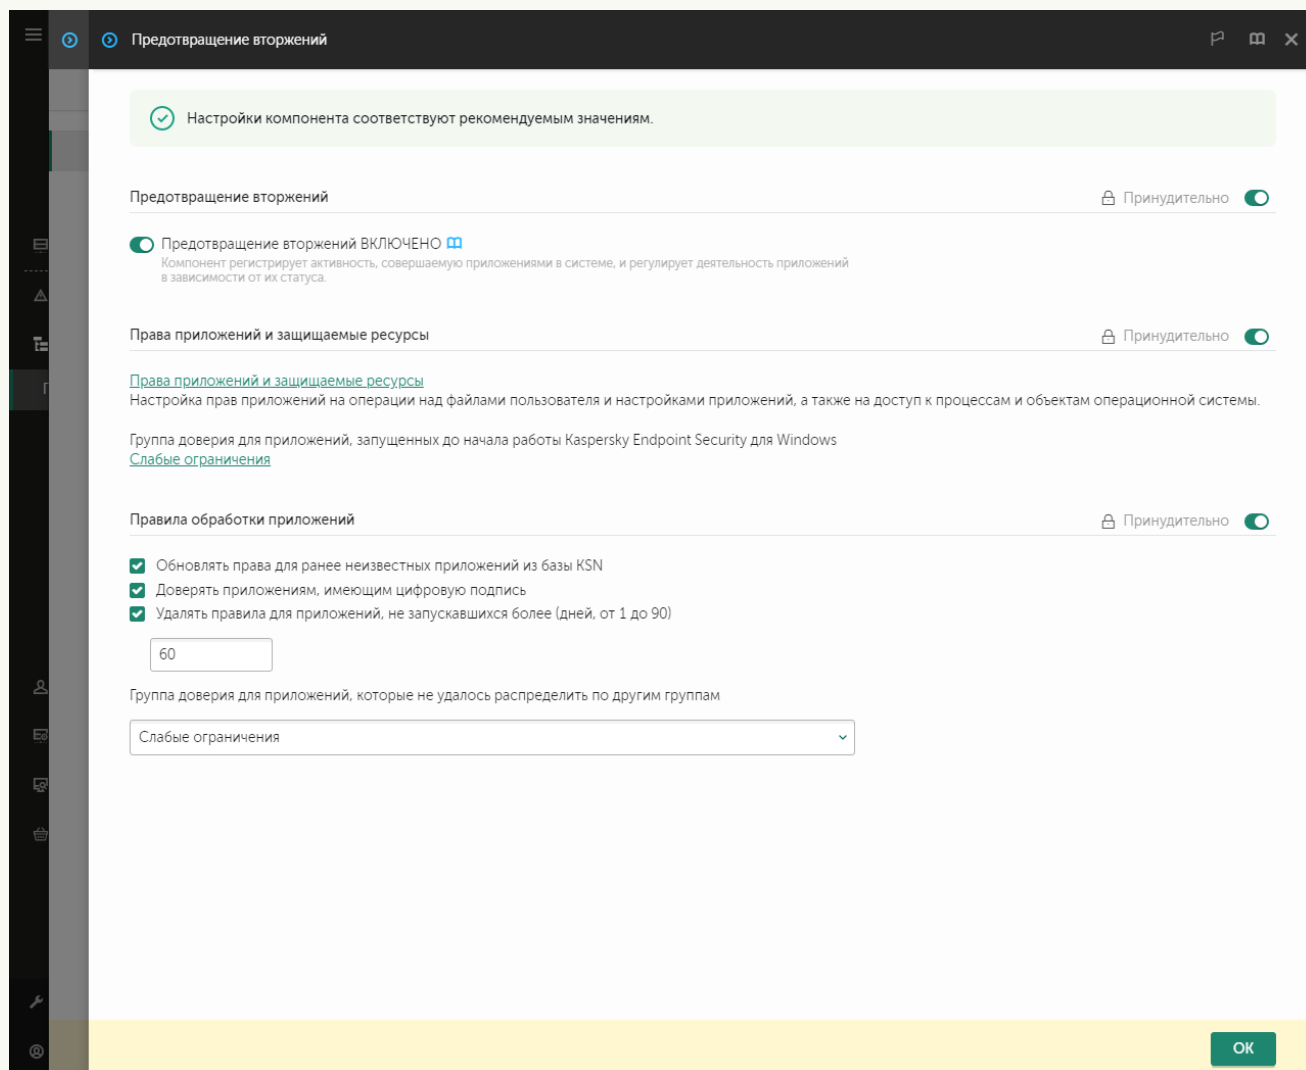 Предотвращение вторжений
Настройки компонента соответствуют рекомендуемым значениям.
Предотвращение вторжений
Принудительно
Предотвращение вторжений ВКЛЮЧЕНО
Компонент регистрирует активность, совершаемую приложениями в системе, и регулирует деятельность приложений
в зависимости от их статуса.
Права приложений и защищаемые ресурсы
Принудительно
Права приложений и защищаемые ресурсы
Настройка прав приложений на операции над файлами пользователя и настройками приложений, а также на доступ к процессам и объектам операционной системы.
Группа доверия для приложений, запущенных до начала работы Kaspersky Endpoint Security для Windows
Слабые ограничения
Правила обработки приложений
Принудительно
Обновлять права для ранее неизвестных приложений из базы KSN
Доверять приложениям, имеющим цифровую подпись
Удалять правила для приложений, не запускавшихся более (дней, от 1 до 90)
60
Группа доверия для приложений, которые не удалось распределить по другим группам
Слабые ограничения
ОК